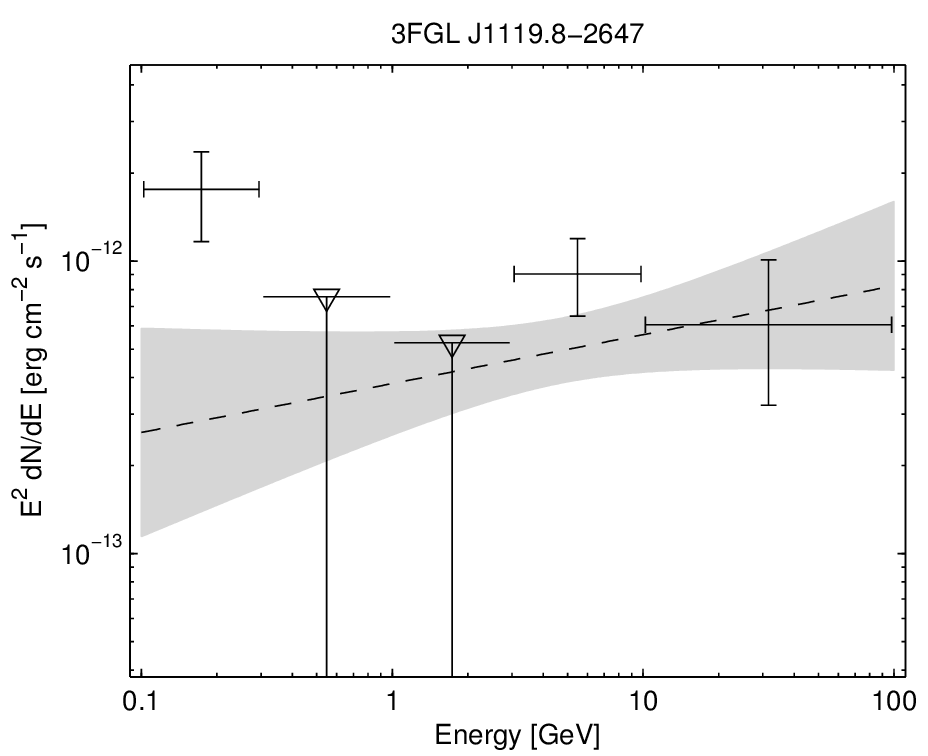 3FGL J1119.8−2647
E² dN/dE [erg cm⁻² s⁻¹]
10⁻¹²
10⁻¹³
0.1 1 10 100
Energy [GeV]